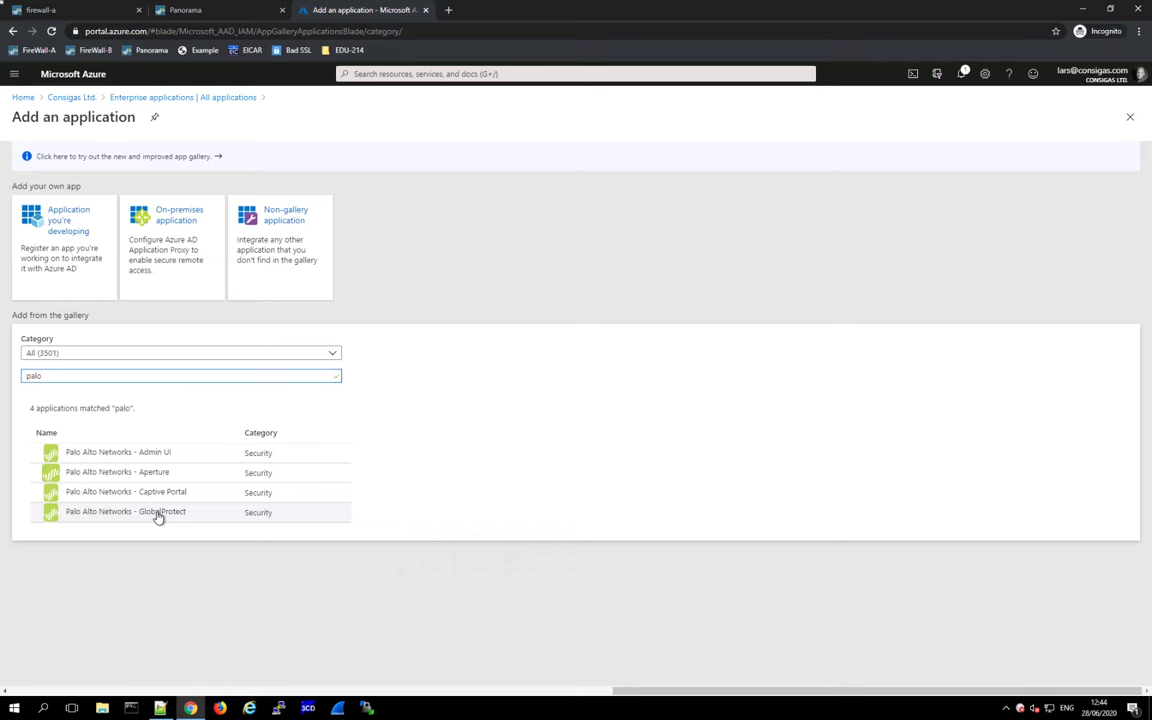 firewall-a
Panorama
Add an application - Microsoft A
portal.azure.com/#blade/Microsoft_AAD_IAM/AppGalleryApplicationsBlade/category/
Incognito
FireWall-A
FireWall-B
Panorama
Example
EICAR
Bad SSL
EDU-214
Microsoft Azure
Search resources, services, and docs (G+/)
1
lars@consigas.com
CONSIGAS LTD.
Home > Consigas Ltd. > Enterprise applications | All applications >
Add an application
Click here to try out the new and improved app gallery. →
Add your own app
Application you're developing
Register an app you're working on to integrate it with Azure AD
On-premises application
Configure Azure AD Application Proxy to enable secure remote access.
Non-gallery application
Integrate any other application that you don't find in the gallery
Add from the gallery
Category
All (3501)
palo
4 applications matched "palo".
Name Category
Palo Alto Networks - Admin UI Security
Palo Alto Networks - Aperture Security
Palo Alto Networks - Captive Portal Security
Palo Alto Networks - GlobalProtect Security
3CD
ENG
12:44
28/06/2020
1